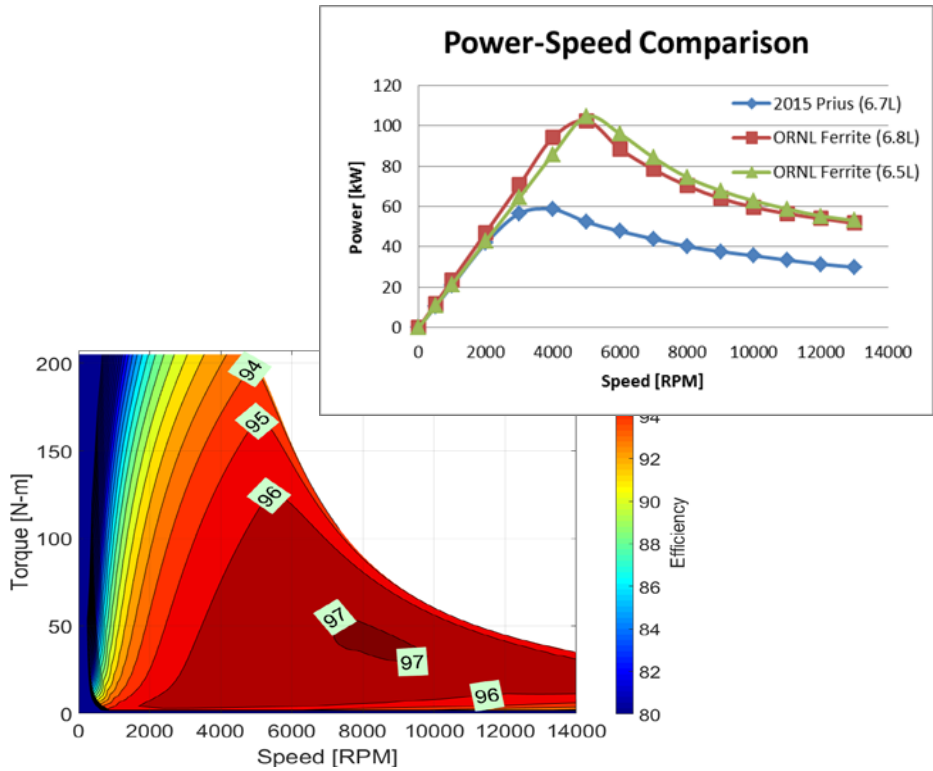 Power-Speed Comparison
120
100
80
60
40
20
0
Power [kW]
2015 Prius (6.7L)
ORNL Ferrite (6.8L)
ORNL Ferrite (6.5L)
0 2000 4000 6000 8000 10000 12000 14000
Speed [RPM]
200
150
100
50
0
Torque [N-m]
94
95
96
97
97
96
0 2000 4000 6000 8000 10000 12000 14000
Speed [RPM]
94
92
90
88
86
84
82
80
Efficiency